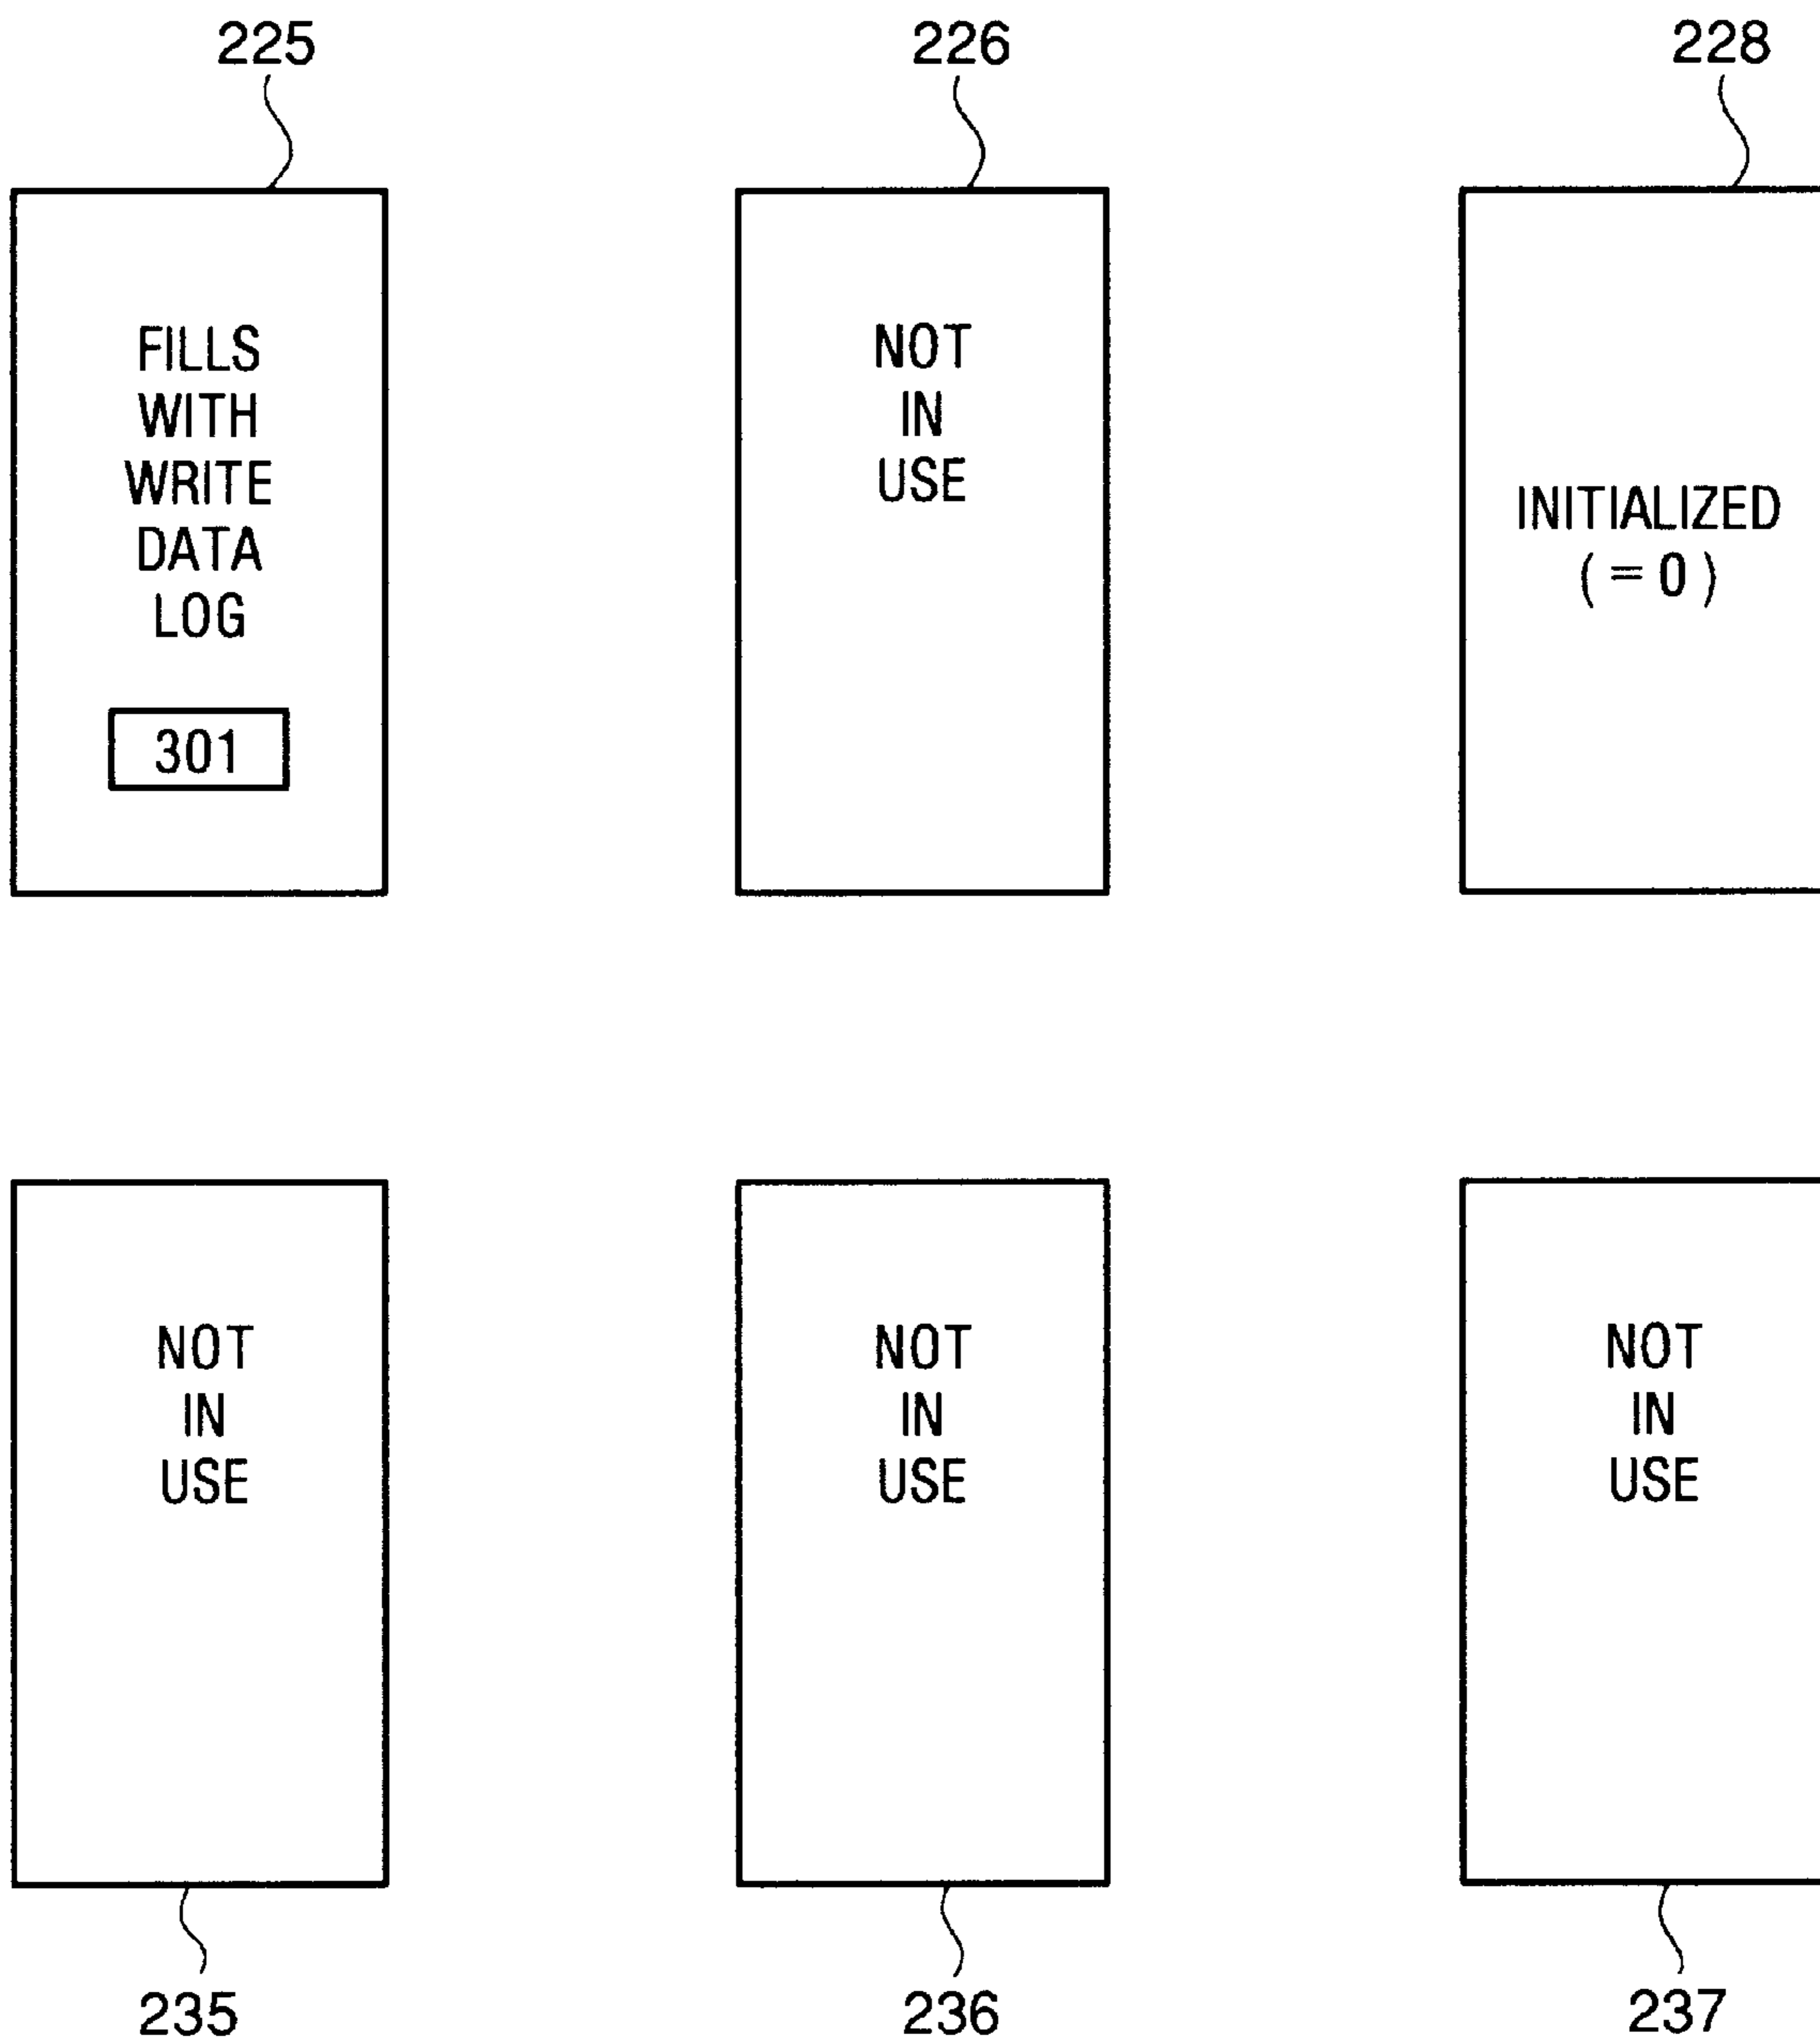 225
226
228
FILLS
WITH
WRITE
DATA
LOG
301
NOT
IN
USE
INITIALIZED
( = 0 )
NOT
IN
USE
NOT
IN
USE
NOT
IN
USE
235
236
237